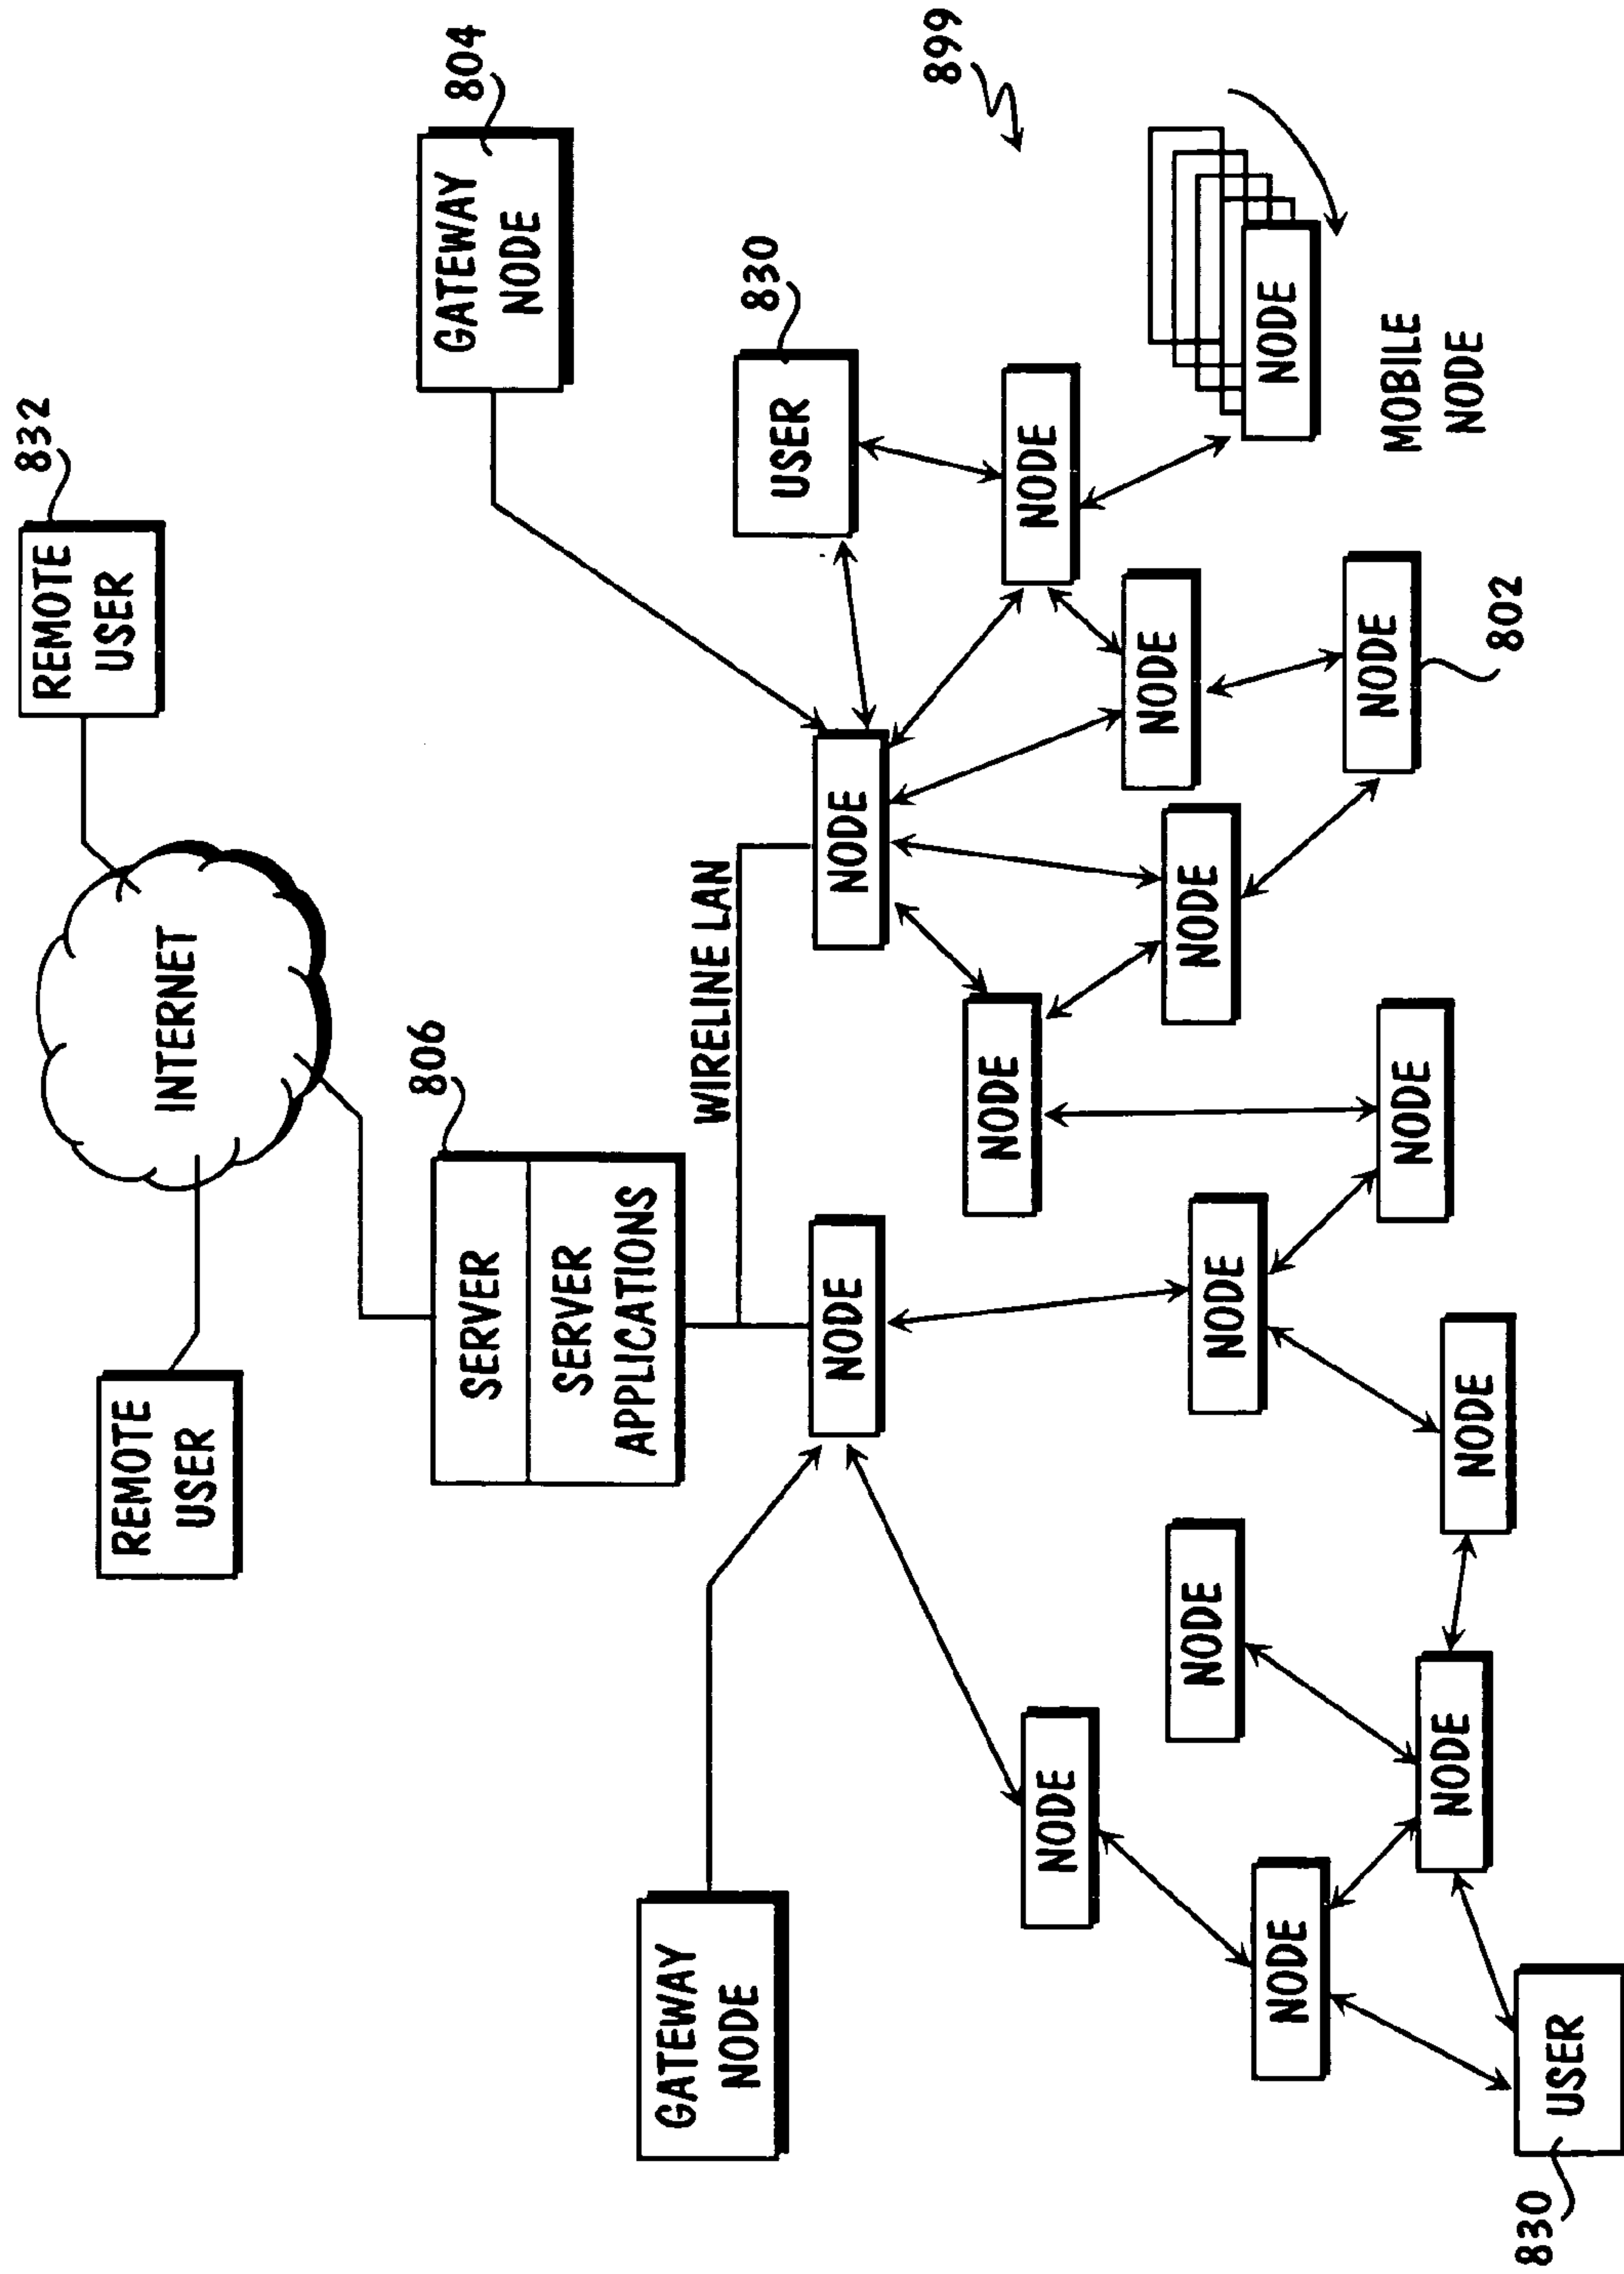 832
REMOTE
USER
REMOTE
USER
INTERNET
806
804
GATEWAY
NODE
SERVER
SERVER
APPLICATIONS
GATEWAY
NODE
WIRELINE LAN
830
USER
NODE
NODE
899
NODE
NODE
NODE
NODE
NODE
NODE
NODE
NODE
NODE
NODE
MOBILE
NODE
NODE
NODE
NODE
802
830
USER